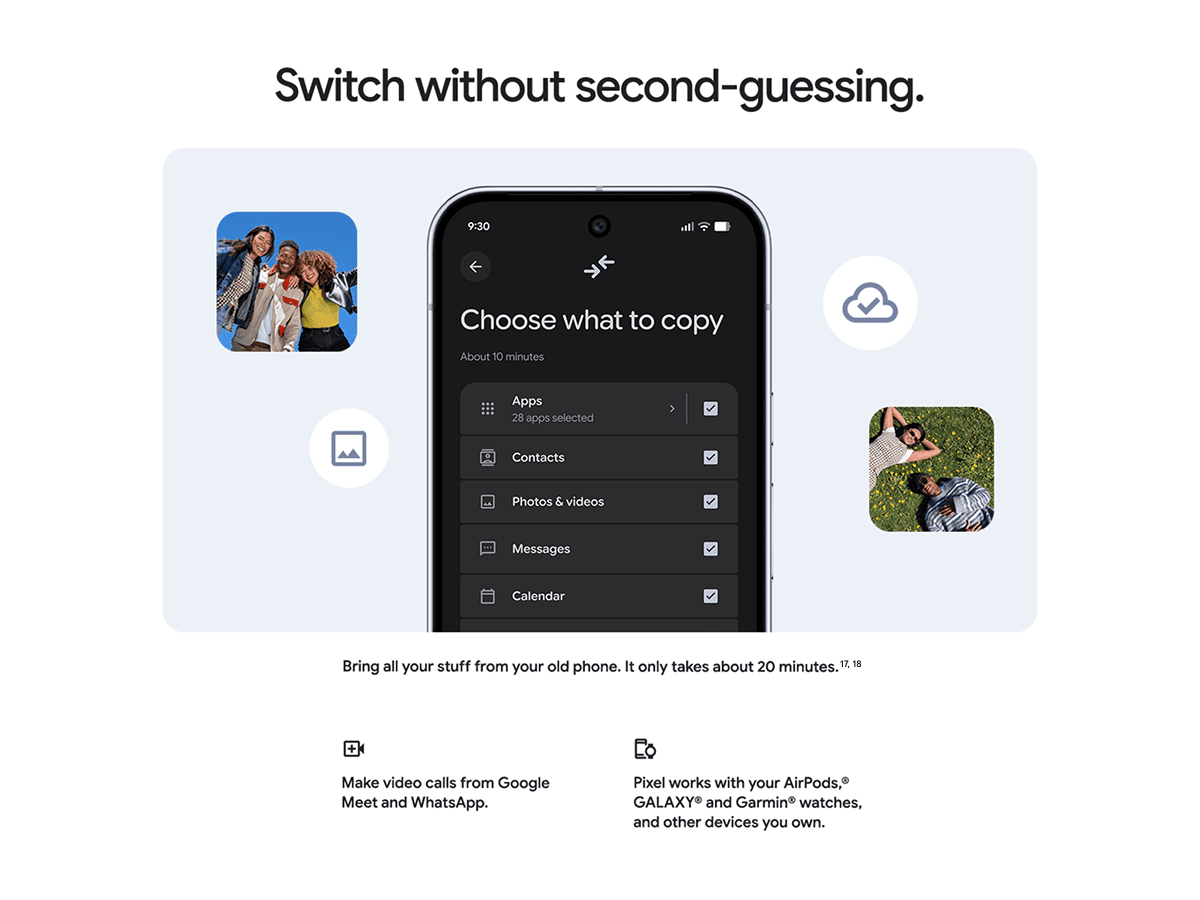 Switch without second-guessing.
9:30
Choose what to copy
About 10 minutes
Apps
28 apps selected
Contacts
Photos & videos
Messages
Calendar
Bring all your stuff from your old phone. It only takes about 20 minutes.17, 18
Make video calls from Google
Meet and WhatsApp.
Pixel works with your AirPods,®
GALAXY® and Garmin® watches,
and other devices you own.